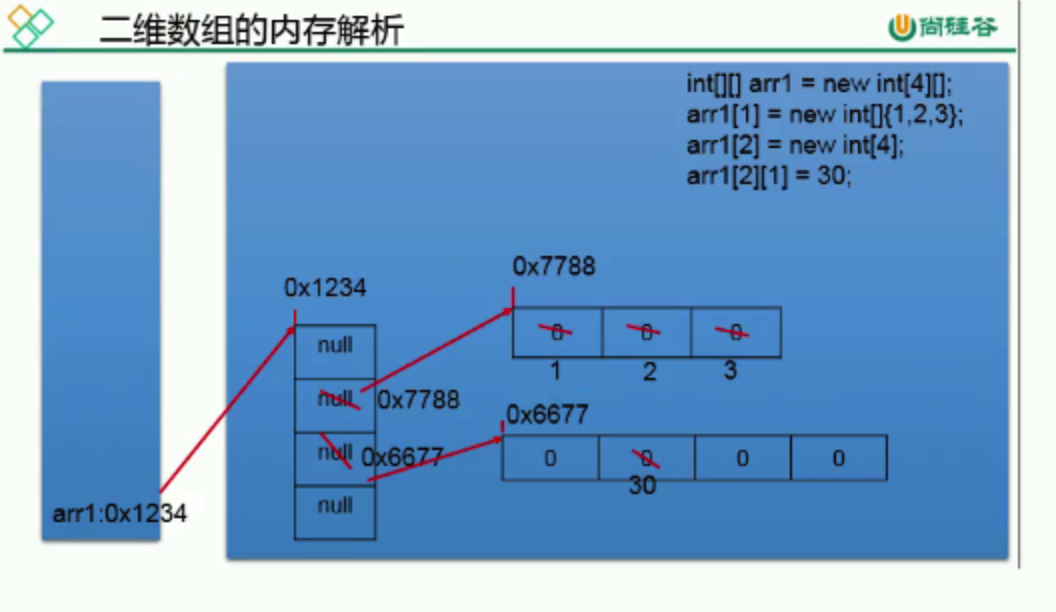 二维数组的内存解析
尚硅谷
int[][] arr1 = new int[4][];
arr1[1] = new int[]{1,2,3};
arr1[2] = new int[4];
arr1[2][1] = 30;
0x7788
0x1234
0 0 0
null
1 2 3
null 0x7788
0x6677
null 0x6677
0 0 0 0
30
null
arr1:0x1234